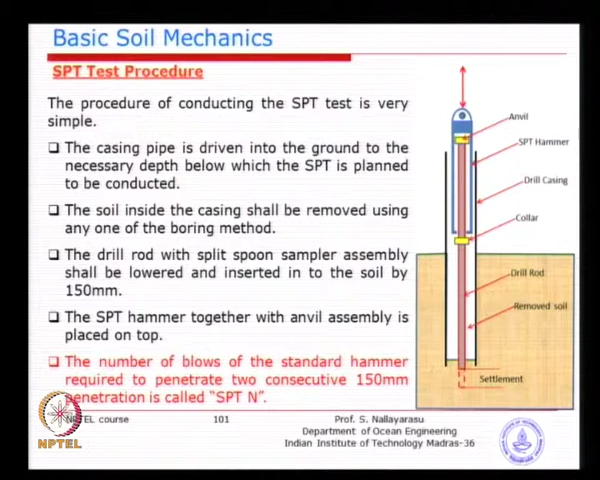 Basic Soil Mechanics
SPT Test Procedure
The procedure of conducting the SPT test is very
simple.
The casing pipe is driven into the ground to the
necessary depth below which the SPT is planned
to be conducted.
The soil inside the casing shall be removed using
any one of the boring method.
The drill rod with split spoon sampler assembly
shall be lowered and inserted in to the soil by
150mm.
The SPT hammer together with anvil assembly is
placed on top.
The number of blows of the standard hammer
required to penetrate two consecutive 150mm
penetration is called “SPT N”.
Anvil
SPT Hammer
Drill Casing
Collar
Drill Rod
Removed soil
Settlement
NPTEL course
101
Prof. S. Nallayarasu
Department of Ocean Engineering
Indian Institute of Technology Madras-36
NPTEL